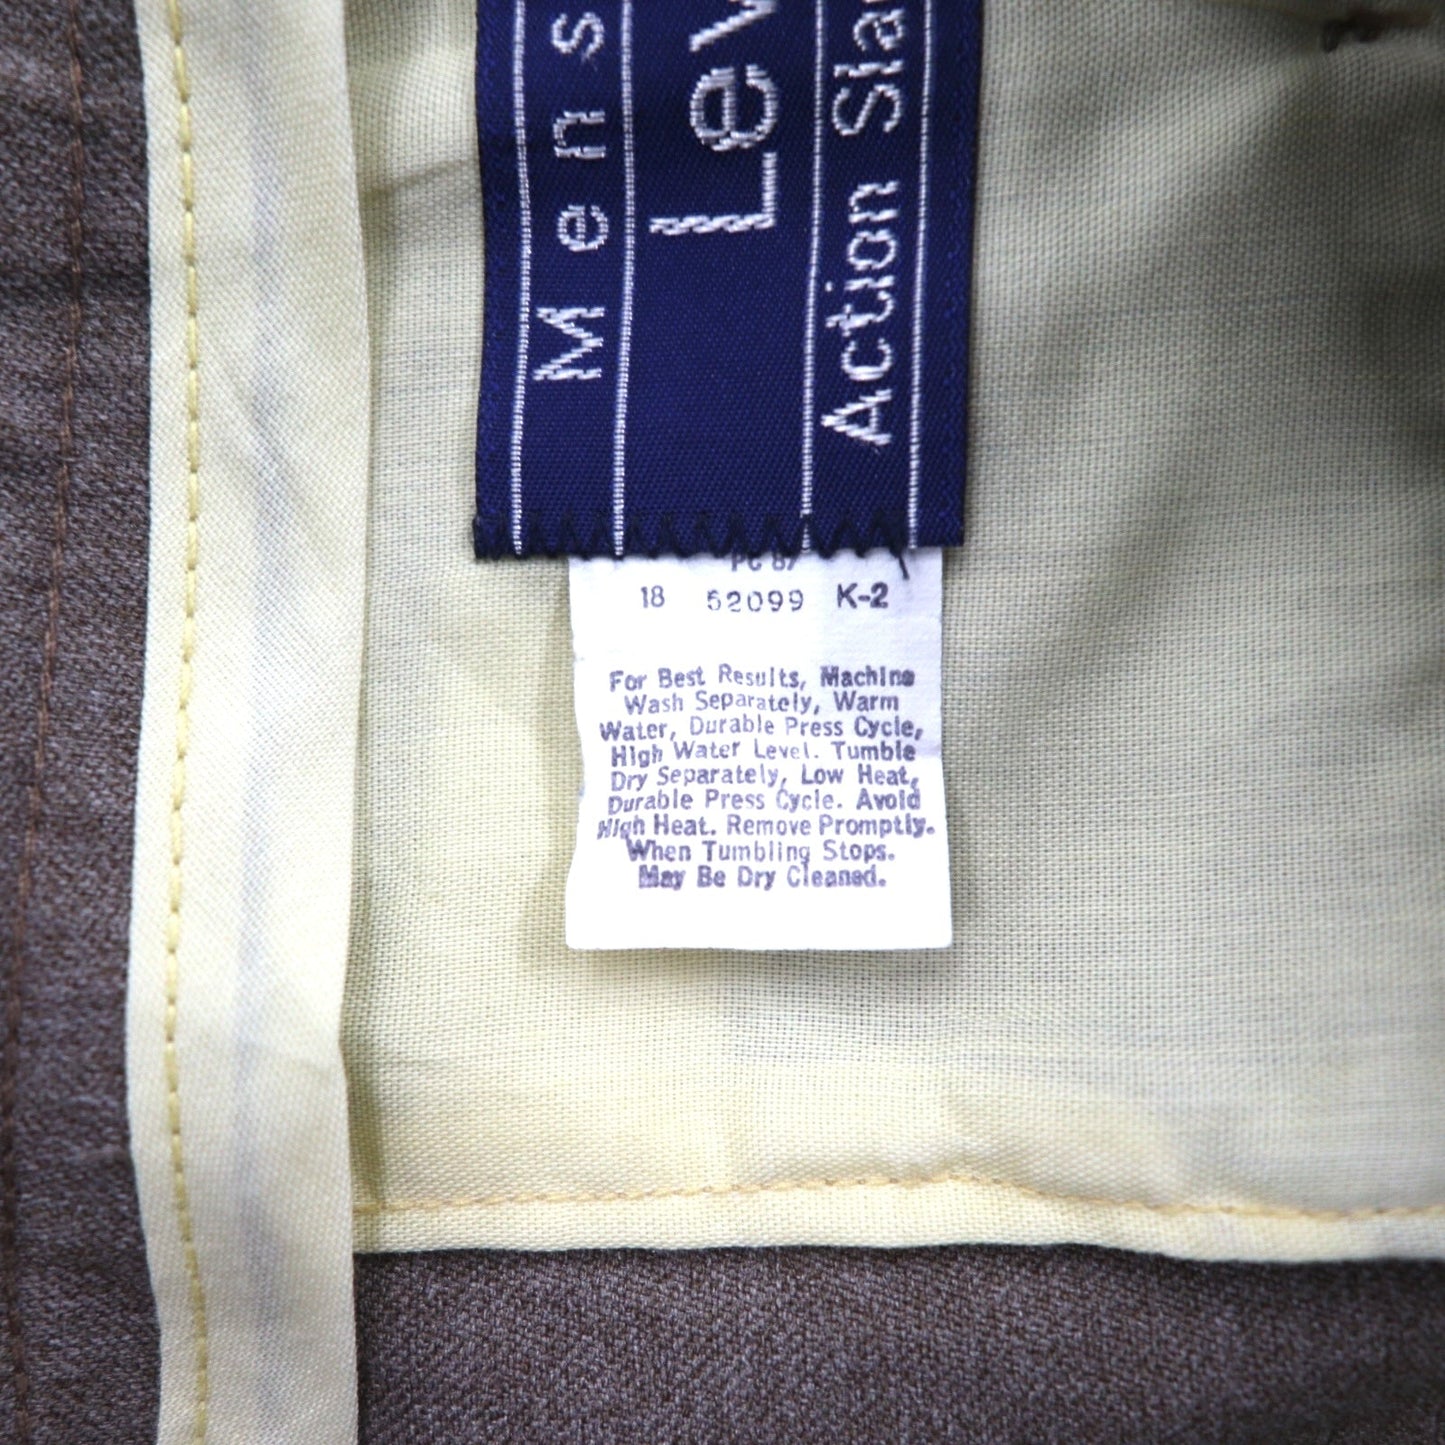 Mens
Lev
Action Sla
PC 87
18 52099 K-2
For Best Results, Machine
Wash Separately, Warm
Water, Durable Press Cycle,
High Water Level. Tumble
Dry Separately, Low Heat,
Durable Press Cycle. Avoid
High Heat. Remove Promptly.
When Tumbling Stops.
May Be Dry Cleaned.